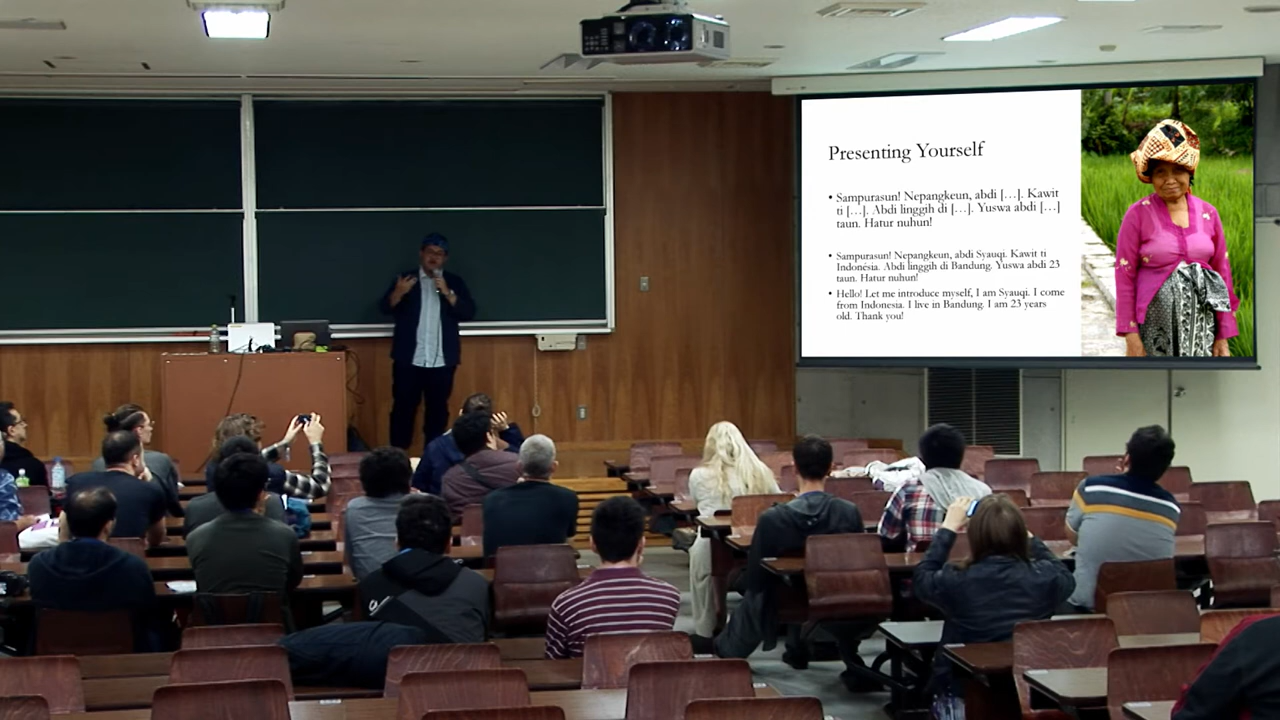 Presenting Yourself
• Sampurasun! Nepangkeun, abdi […]. Kawit
ti […]. Abdi linggih di […]. Yuswa abdi […]
taun. Hatur nuhun!
• Sampurasun! Nepangkeun, abdi Syauqi. Kawit ti
Indonésia. Abdi linggih di Bandung. Yuswa abdi 23
taun. Hatur nuhun!
• Hello! Let me introduce myself, I am Syauqi. I come
from Indonesia. I live in Bandung. I am 23 years
old. Thank you!